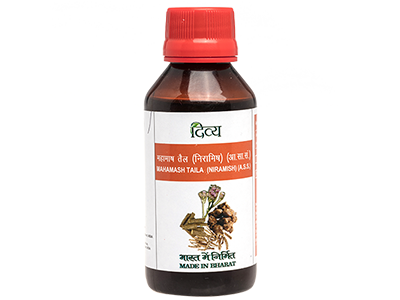 दिव्य
महामाष तैल (निरामिष) (आ.सा.सं.)
MAHAMASH TAILA (NIRAMISH) (A.S.S.)
भारत में निर्मित
MADE IN BHARAT